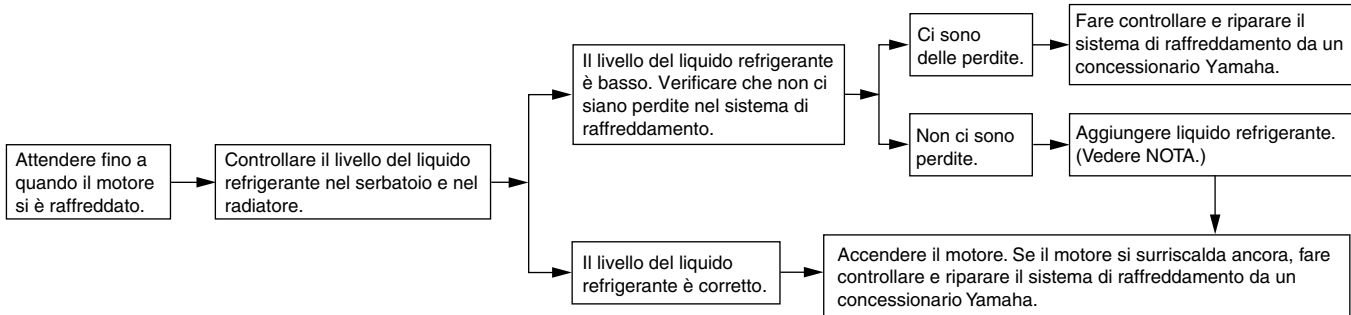 Attendere fino a
quando il motore
si è raffreddato.
Controllare il livello del liquido
refrigerante nel serbatoio e nel
radiatore.
Il livello del liquido refrigerante
è basso. Verificare che non ci
siano perdite nel sistema di
raffreddamento.
Ci sono
delle perdite.
Fare controllare e riparare il
sistema di raffreddamento da un
concessionario Yamaha.
Non ci sono
perdite.
Aggiungere liquido refrigerante.
(Vedere NOTA.)
Il livello del liquido
refrigerante è corretto.
Accendere il motore. Se il motore si surriscalda ancora, fare
controllare e riparare il sistema di raffreddamento da un
concessionario Yamaha.